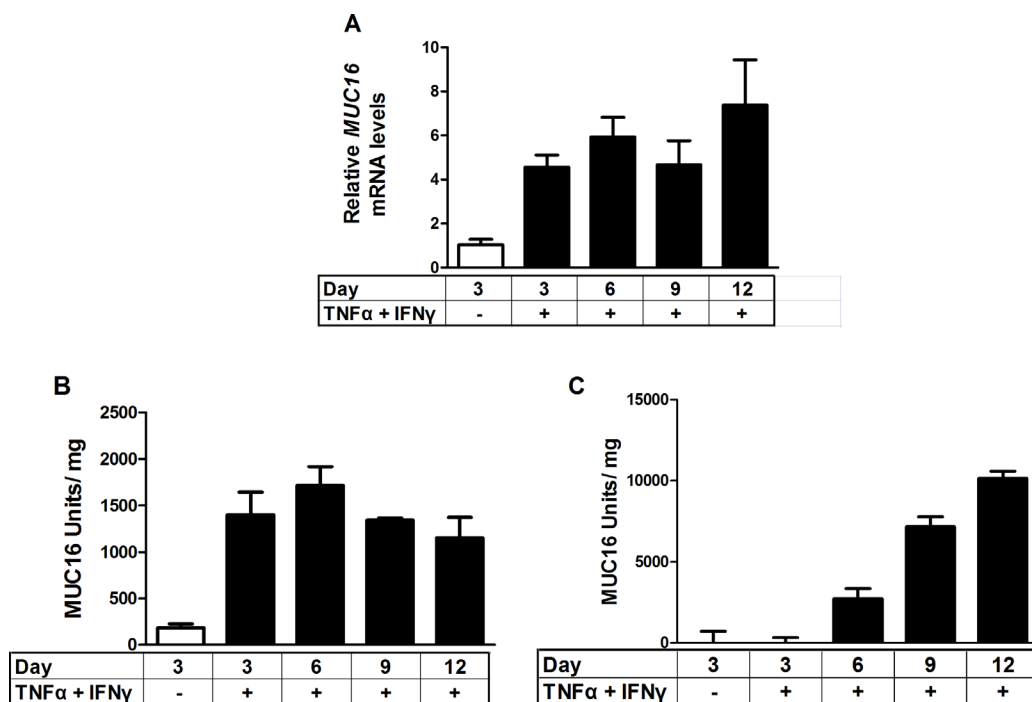 A
Relative MUC16
mRNA levels
10
8
6
4
2
0
Day 3 3 6 9 12
TNFα + IFNγ - + + + +
B
MUC16 Units/ mg
2500
2000
1500
1000
500
0
Day 3 3 6 9 12
TNFα + IFNγ - + + + +
C
MUC16 Units/ mg
15000
10000
5000
0
Day 3 3 6 9 12
TNFα + IFNγ - + + + +